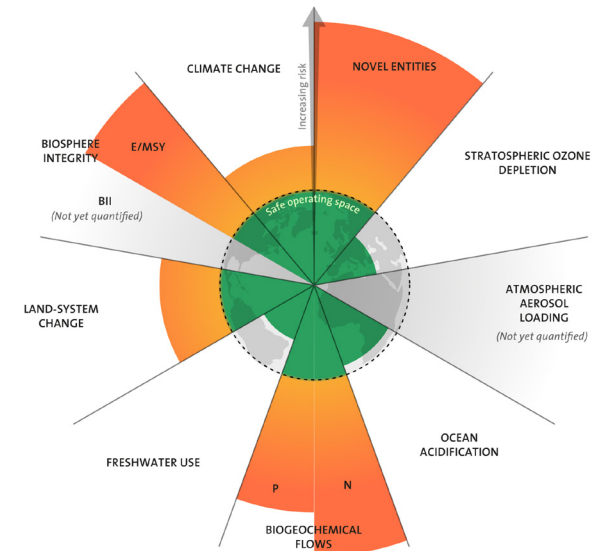 CLIMATE CHANGE
NOVEL ENTITIES
Increasing risk
BIOSPHERE
INTEGRITY
E/MSY
STRATOSPHERIC OZONE
DEPLETION
BII
(Not yet quantified)
Safe operating space
LAND-SYSTEM
CHANGE
ATMOSPHERIC
AEROSOL
LOADING
(Not yet quantified)
FRESHWATER USE
OCEAN
ACIDIFICATION
P
N
BIOGEOCHEMICAL
FLOWS